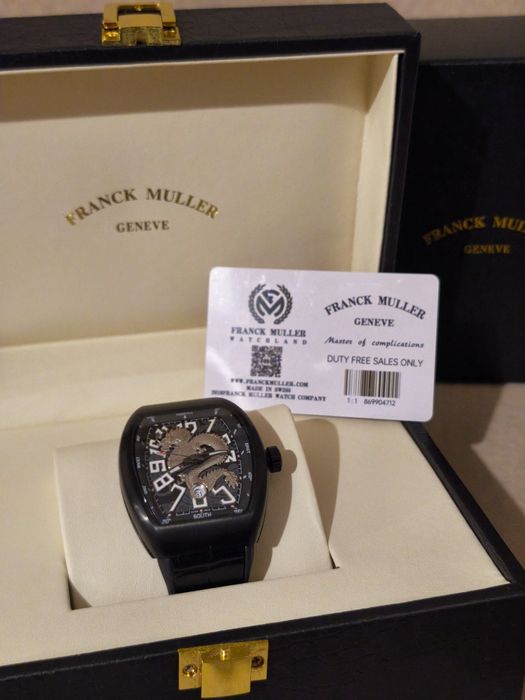 FRANCK MULLER
GENEVE
FRANCK MUL
GENEVE
FRANCK MULLER
WATCHLAND
WWW.FRANCKMULLER.COM
MADE IN SWISS
FRANCK MULLER WATCH COMPANY
FRANCK MULLER
GENEVE
Master of complications
DUTY FREE SALES ONLY
1:1 869904712
SOUTH